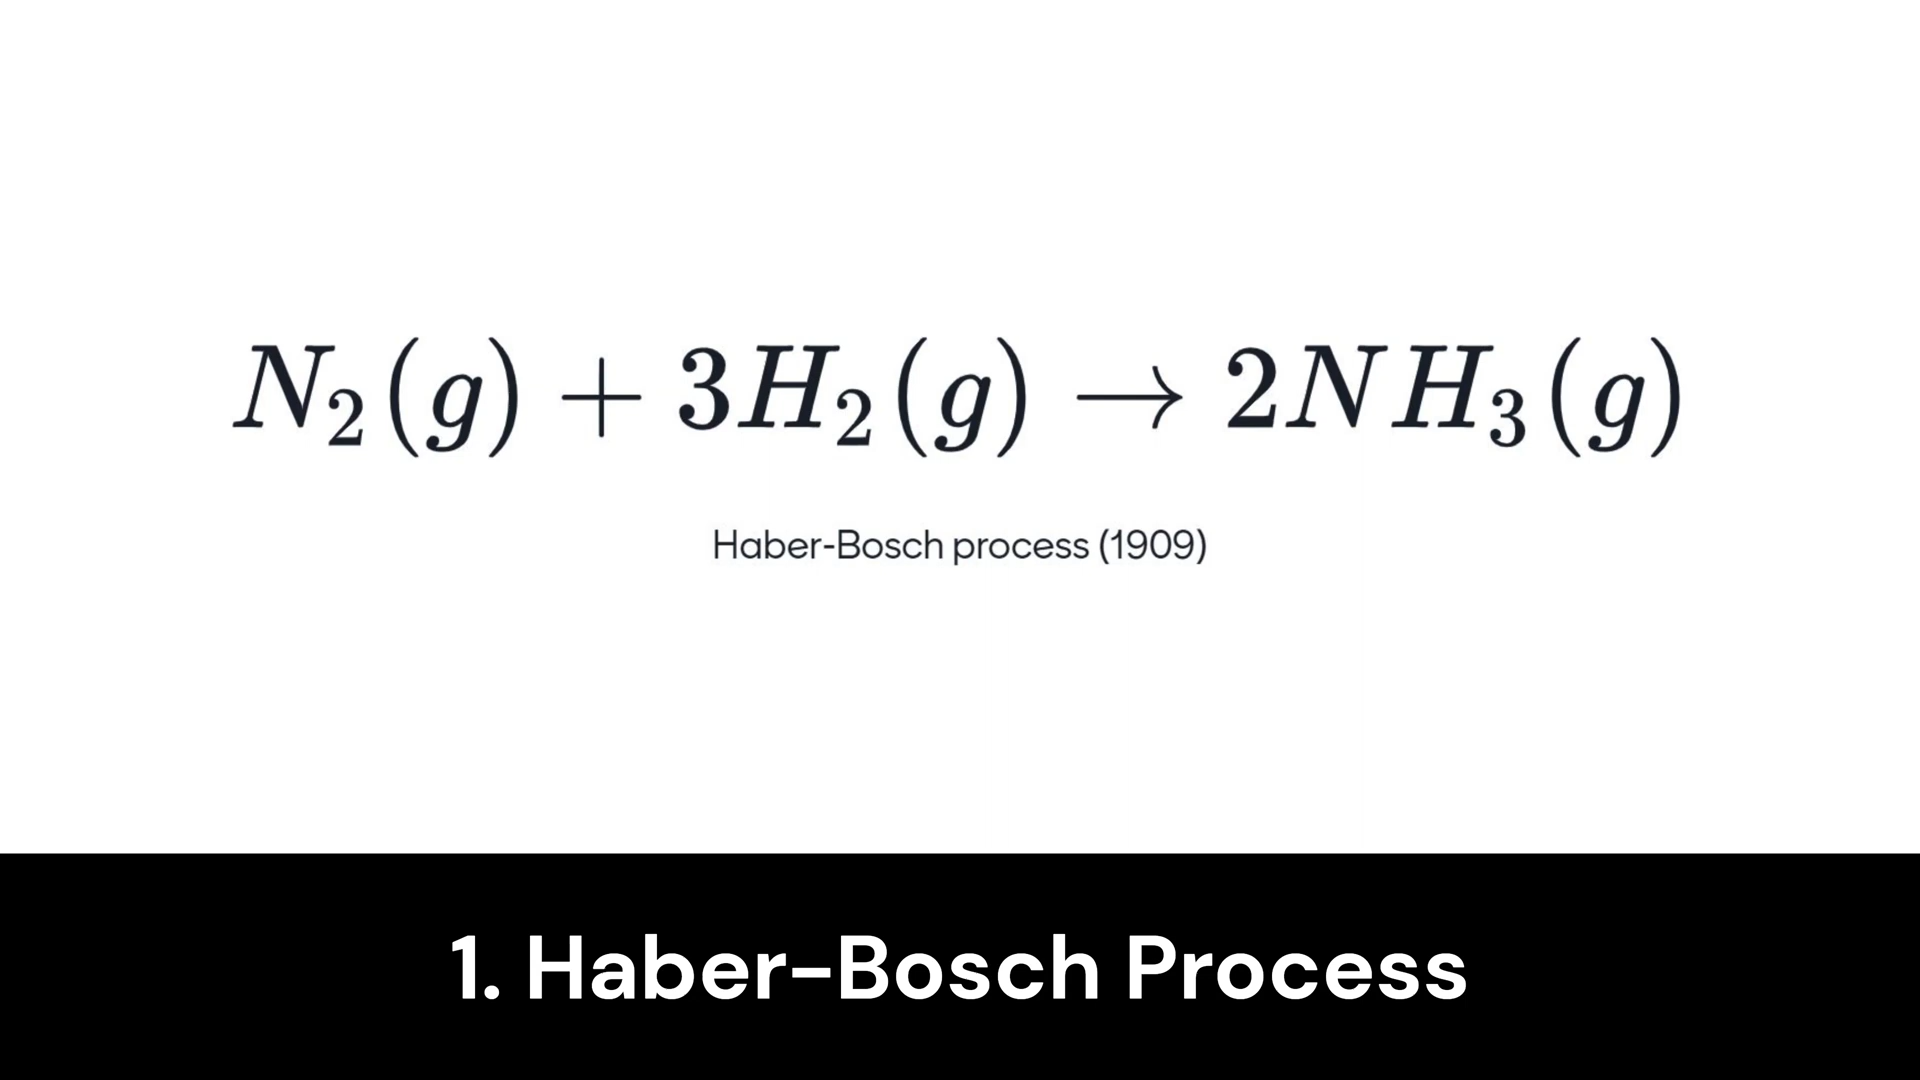 N₂(g) + 3H₂(g) → 2NH₃(g)
Haber-Bosch process (1909)
1. Haber-Bosch Process